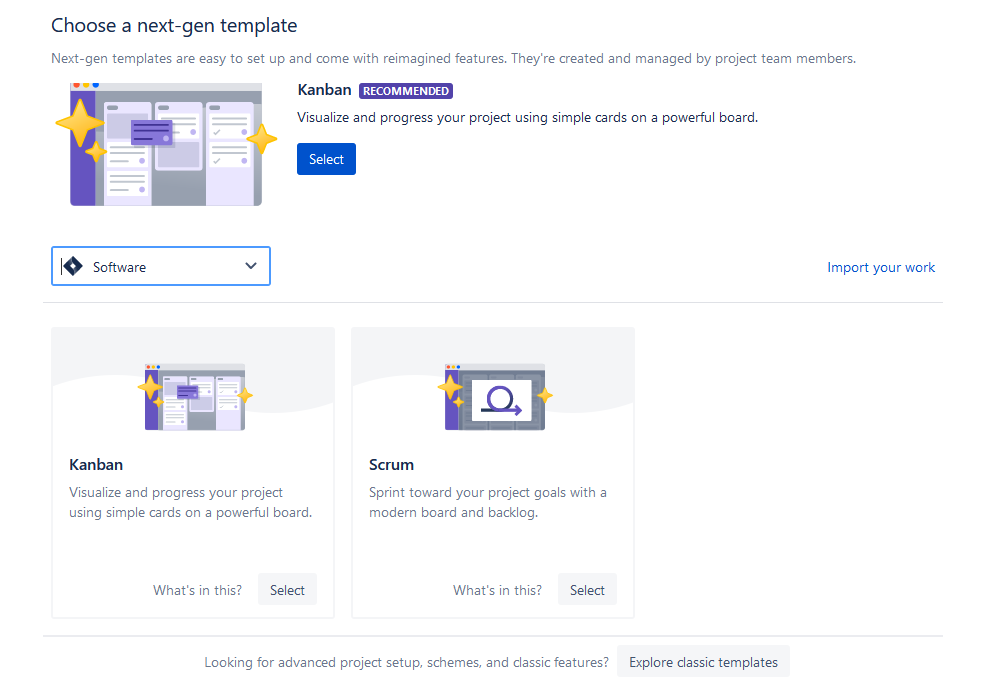 Choose a next-gen template
Next-gen templates are easy to set up and come with reimagined features. They're created and managed by project team members.
Kanban RECOMMENDED
Visualize and progress your project using simple cards on a powerful board.
Select
Software
Import your work
Kanban
Visualize and progress your project
using simple cards on a powerful board.
What's in this? Select
Scrum
Sprint toward your project goals with a
modern board and backlog.
What's in this? Select
Looking for advanced project setup, schemes, and classic features? Explore classic templates